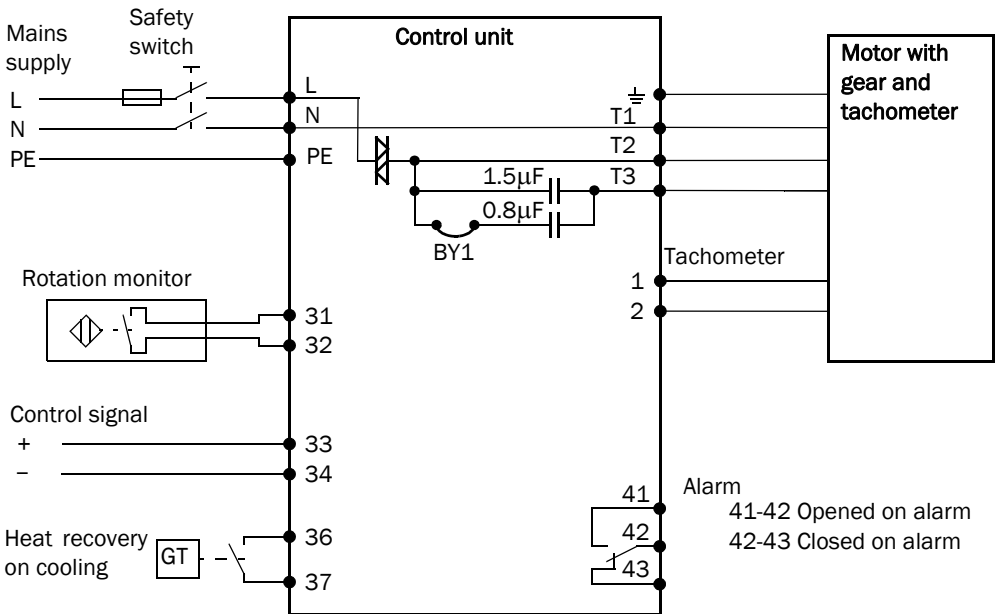 Mains
supply
Safety
switch
L
N
PE
Control unit
L
N
PE
T1
T2
T3
1.5µF
0.8µF
BY1
Motor with
gear and
tachometer
Tachometer
1
2
Rotation monitor
31
32
Control signal
+
–
33
34
Heat recovery
on cooling
GT
36
37
Alarm
41
42
43
41-42 Opened on alarm
42-43 Closed on alarm